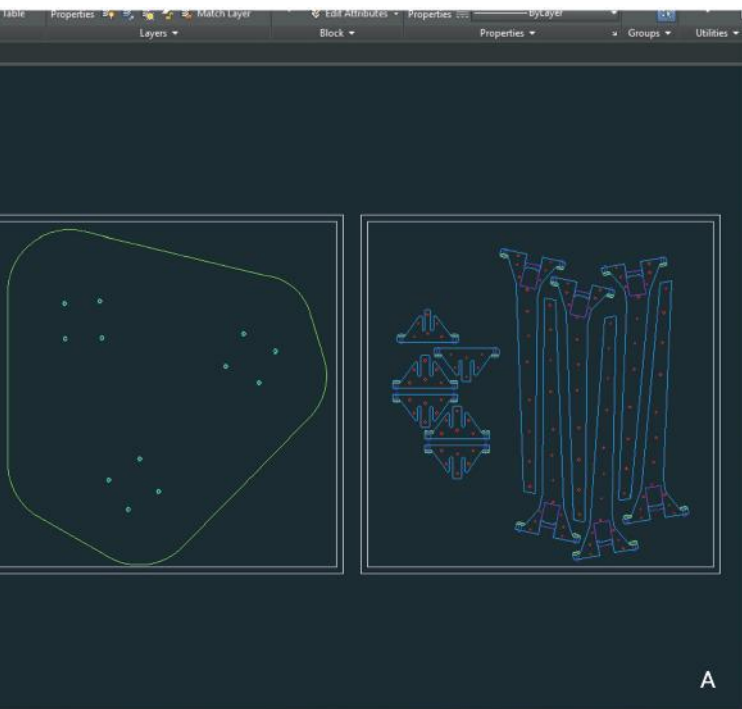 Table Properties Match Layer Edit Attributes Properties ByLayer
Layers Block Properties Groups Utilities
A